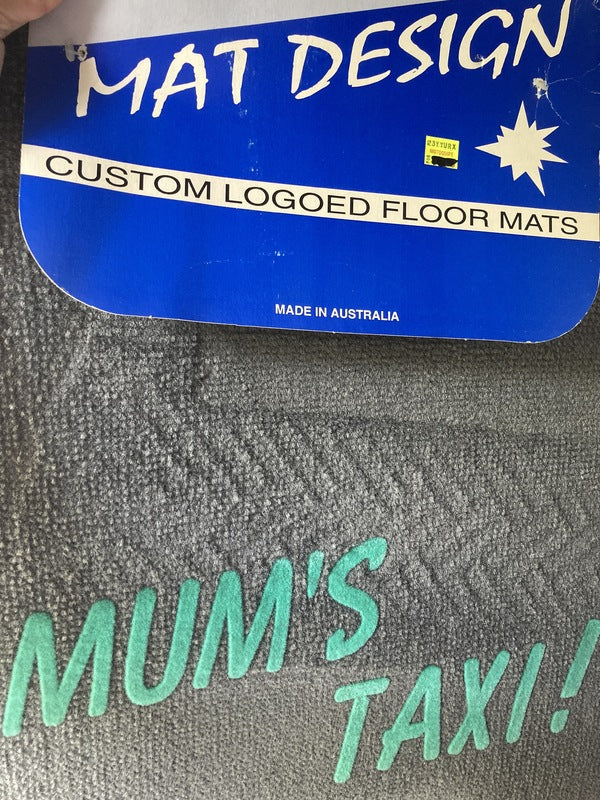 MAT DESIGN
CUSTOM LOGOED FLOOR MATS
MADE IN AUSTRALIA
MUM'S
TAXI!